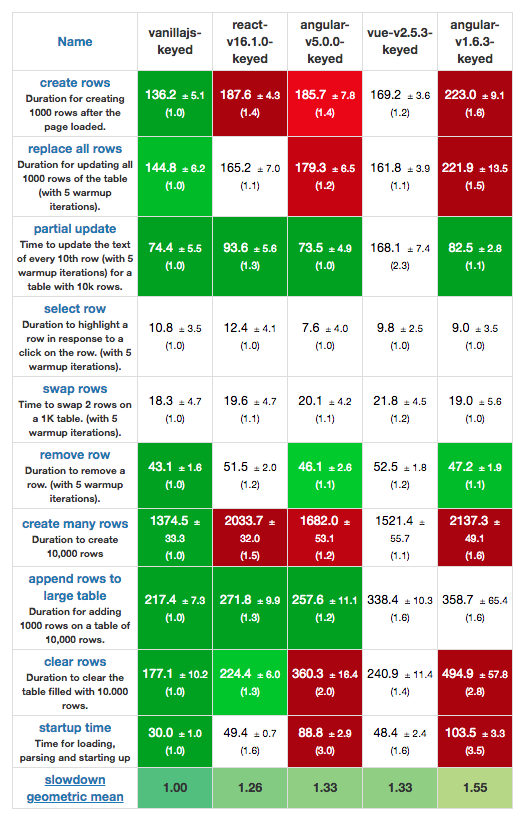 Name
vanillajs-
keyed
react-
v16.1.0-
keyed
angular-
v5.0.0-
keyed
vue-v2.5.3-
keyed
angular-
v1.6.3-
keyed
create rows
Duration for creating
1000 rows after the
page loaded.
136.2 ± 5.1
(1.0)
187.6 ± 4.3
(1.4)
185.7 ± 7.8
(1.4)
169.2 ± 3.6
(1.2)
223.0 ± 9.1
(1.6)
replace all rows
Duration for updating all
1000 rows of the table
(with 5 warmup
iterations).
144.8 ± 6.2
(1.0)
165.2 ± 7.0
(1.1)
179.3 ± 6.5
(1.2)
161.8 ± 3.9
(1.1)
221.9 ± 13.5
(1.5)
partial update
Time to update the text
of every 10th row (with 5
warmup iterations) for a
table with 10k rows.
74.4 ± 5.5
(1.0)
93.6 ± 5.6
(1.3)
73.5 ± 4.9
(1.0)
168.1 ± 7.4
(2.3)
82.5 ± 2.8
(1.1)
select row
Duration to highlight a
row in response to a
click on the row. (with 5
warmup iterations).
10.8 ± 3.5
(1.0)
12.4 ± 4.1
(1.0)
7.6 ± 4.0
(1.0)
9.8 ± 2.5
(1.0)
9.0 ± 3.5
(1.0)
swap rows
Time to swap 2 rows on
a 1K table. (with 5
warmup iterations).
18.3 ± 4.7
(1.0)
19.6 ± 4.7
(1.1)
20.1 ± 4.2
(1.1)
21.8 ± 4.5
(1.2)
19.0 ± 5.6
(1.0)
remove row
Duration to remove a
row. (with 5 warmup
iterations).
43.1 ± 1.6
(1.0)
51.5 ± 2.0
(1.2)
46.1 ± 2.6
(1.1)
52.5 ± 1.8
(1.2)
47.2 ± 1.9
(1.1)
create many rows
Duration to create
10,000 rows
1374.5 ±
33.3
(1.0)
2033.7 ±
32.0
(1.5)
1682.0 ±
53.1
(1.2)
1521.4 ±
55.7
(1.1)
2137.3 ±
49.1
(1.6)
append rows to
large table
Duration for adding
1000 rows on a table of
10,000 rows.
217.4 ± 7.3
(1.0)
271.8 ± 9.9
(1.3)
257.6 ± 11.1
(1.2)
338.4 ± 10.3
(1.6)
358.7 ± 65.4
(1.6)
clear rows
Duration to clear the
table filled with 10.000
rows.
177.1 ± 10.2
(1.0)
224.4 ± 6.0
(1.3)
360.3 ± 16.4
(2.0)
240.9 ± 11.4
(1.4)
494.9 ± 57.8
(2.8)
startup time
Time for loading,
parsing and starting up
30.0 ± 1.0
(1.0)
49.4 ± 0.7
(1.6)
88.8 ± 2.9
(3.0)
48.4 ± 2.4
(1.6)
103.5 ± 3.3
(3.5)
slowdown
geometric mean
1.00
1.26
1.33
1.33
1.55